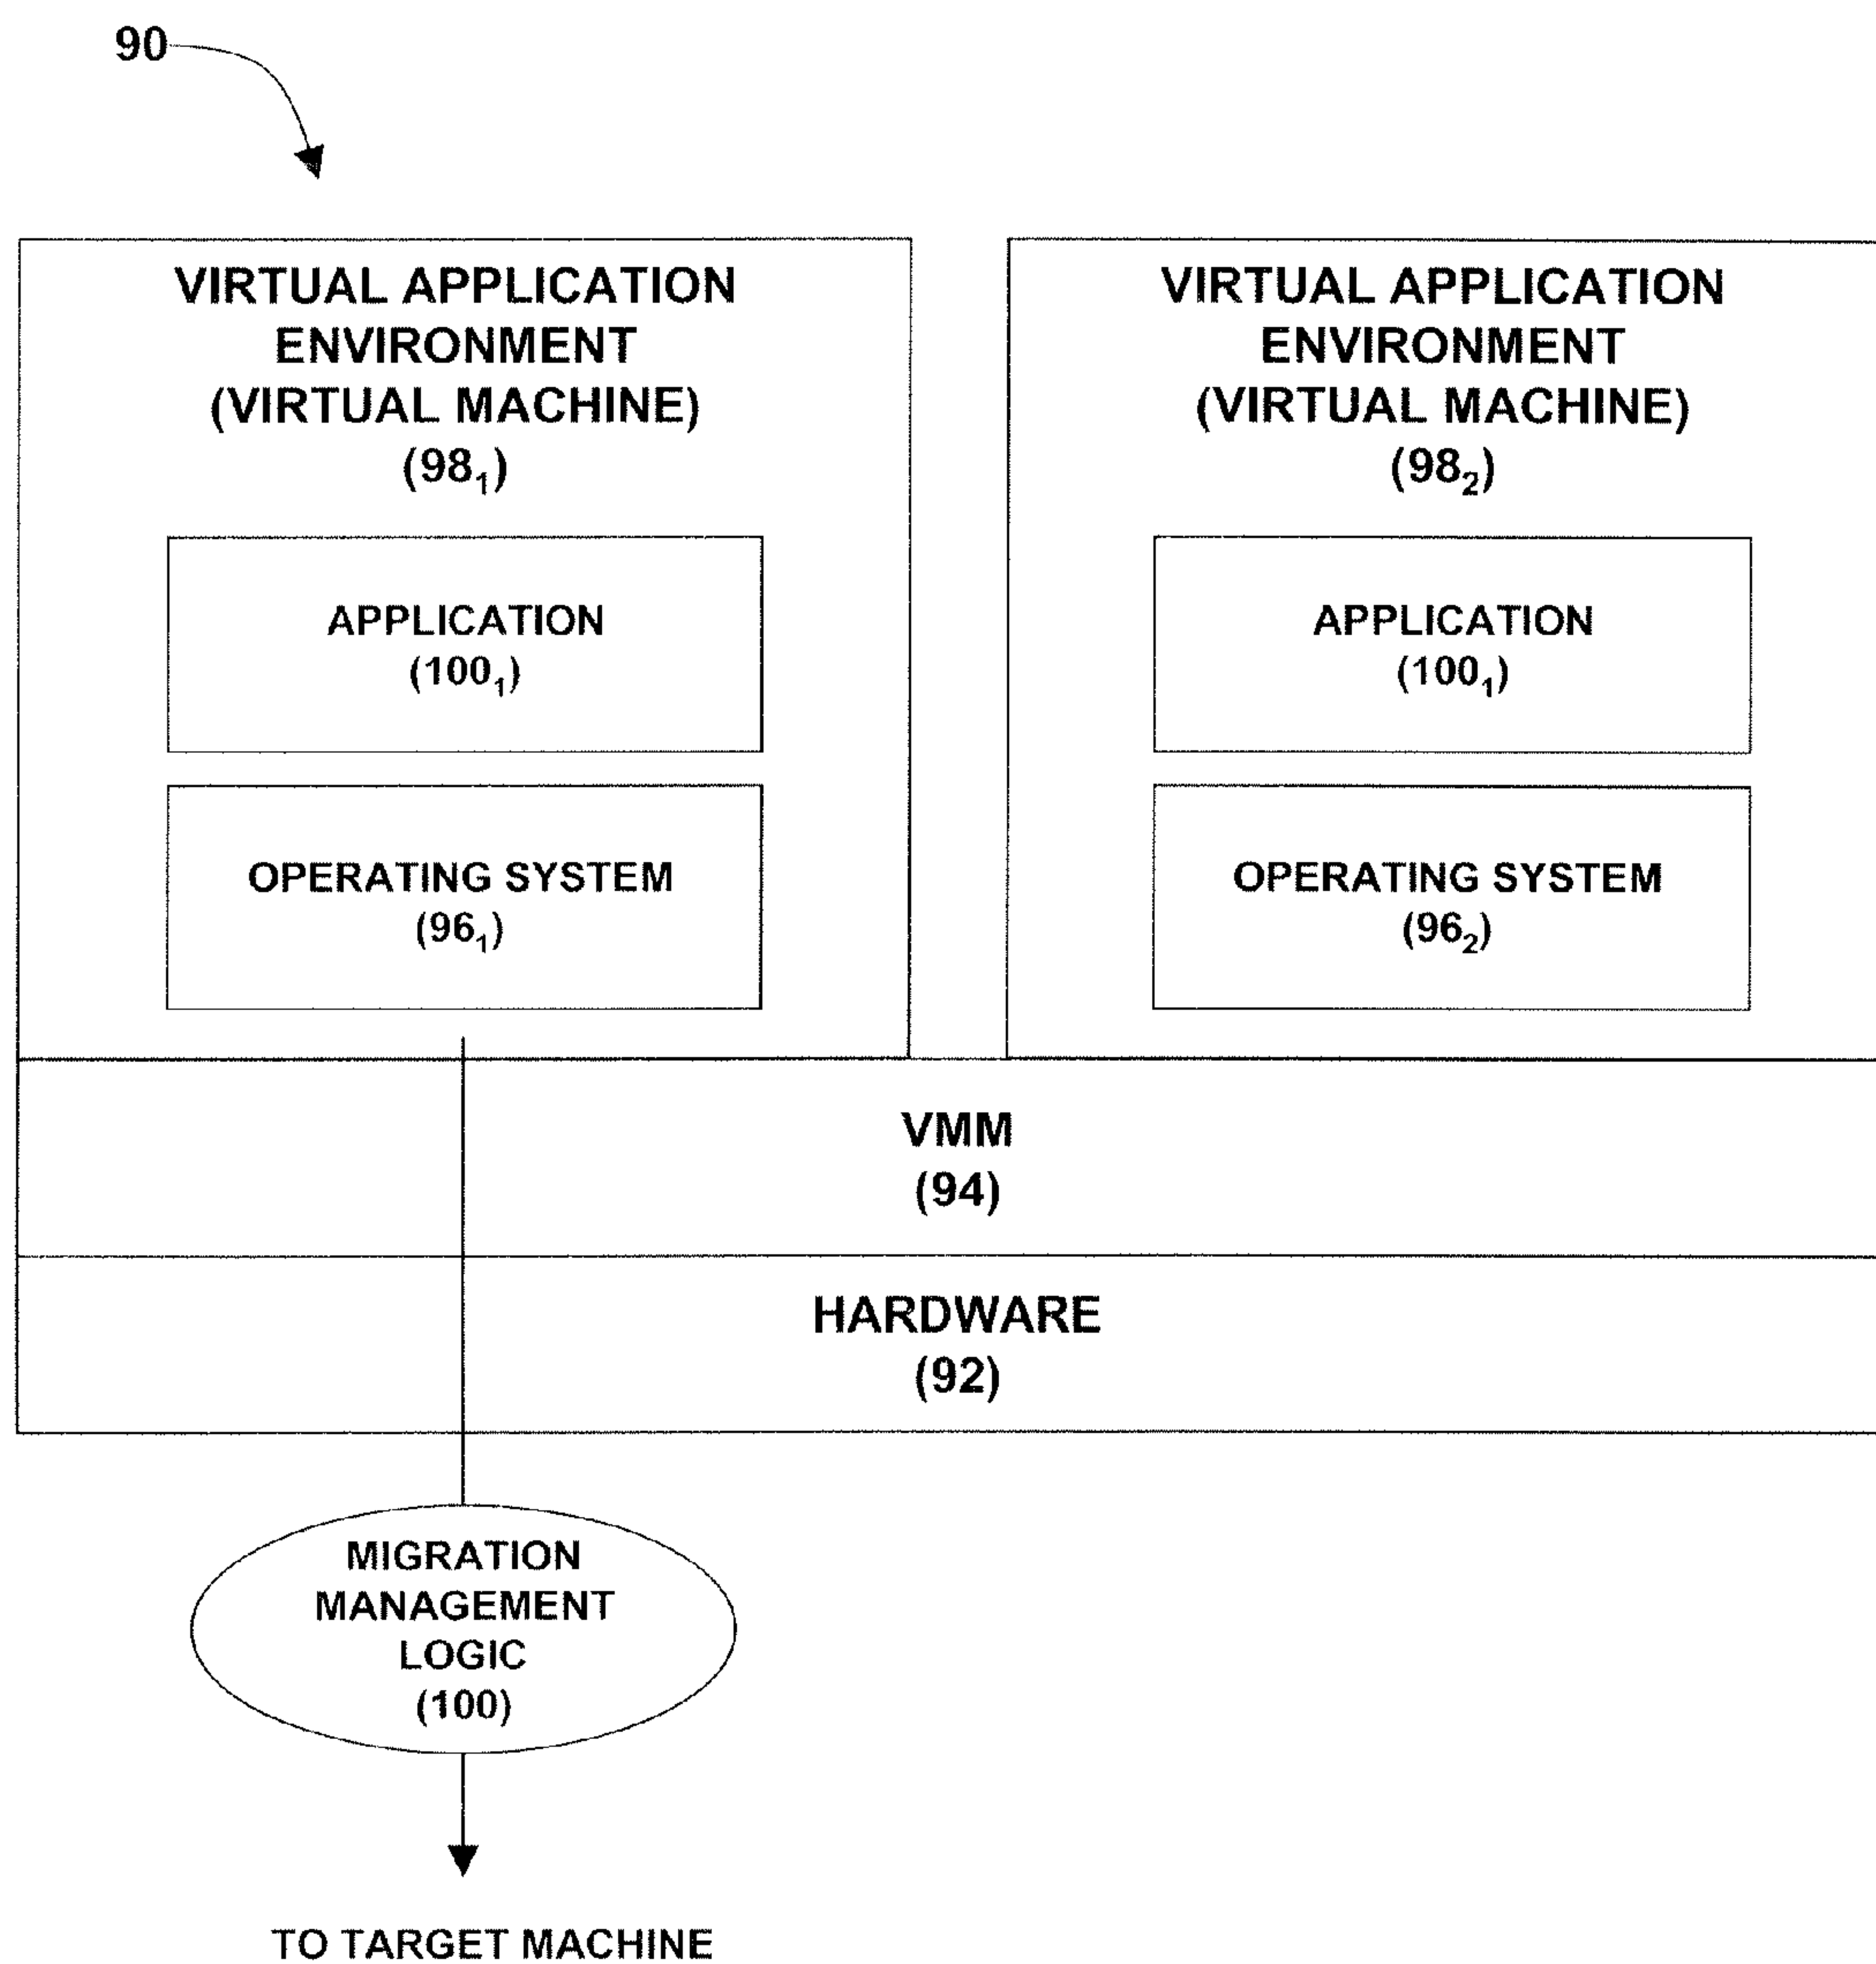 90
VIRTUAL APPLICATION
ENVIRONMENT
(VIRTUAL MACHINE)
(98₁)
APPLICATION
(100₁)
OPERATING SYSTEM
(96₁)
VIRTUAL APPLICATION
ENVIRONMENT
(VIRTUAL MACHINE)
(98₂)
APPLICATION
(100₁)
OPERATING SYSTEM
(96₂)
VMM
(94)
HARDWARE
(92)
MIGRATION
MANAGEMENT
LOGIC
(100)
TO TARGET MACHINE